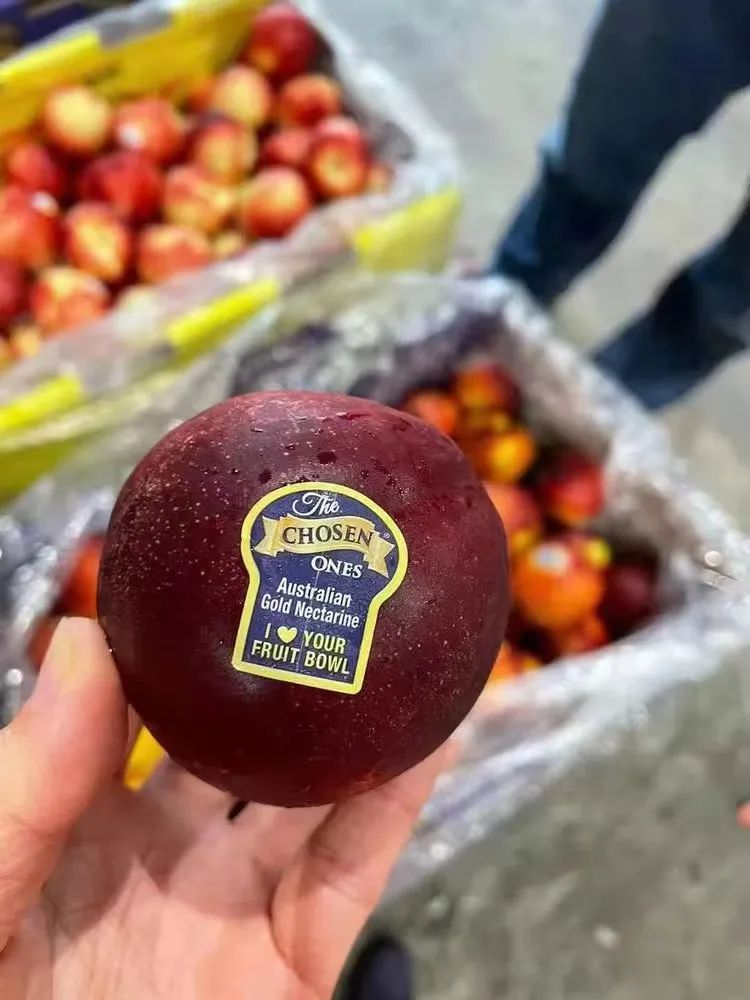 The
CHOSEN®
ONES
Australian
Gold Nectarine
I ♥ YOUR
FRUIT BOWL